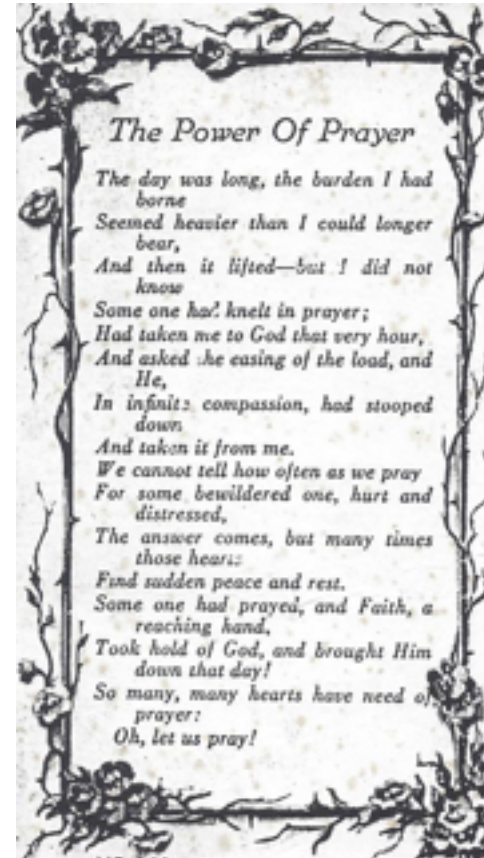 The Power Of Prayer
The day was long, the burden I had
borne
Seemed heavier than I could longer
bear,
And then it lifted—but I did not
know
Some one had knelt in prayer;
Had taken me to God that very hour,
And asked the easing of the load, and
He,
In infinite compassion, had stooped
down
And taken it from me.
We cannot tell how often as we pray
For some bewildered one, hurt and
distressed,
The answer comes, but many times
those hearts
Find sudden peace and rest.
Some one had prayed, and Faith, a
reaching hand,
Took hold of God, and brought Him
down that day!
So many, many hearts have need of
prayer:
Oh, let us pray!